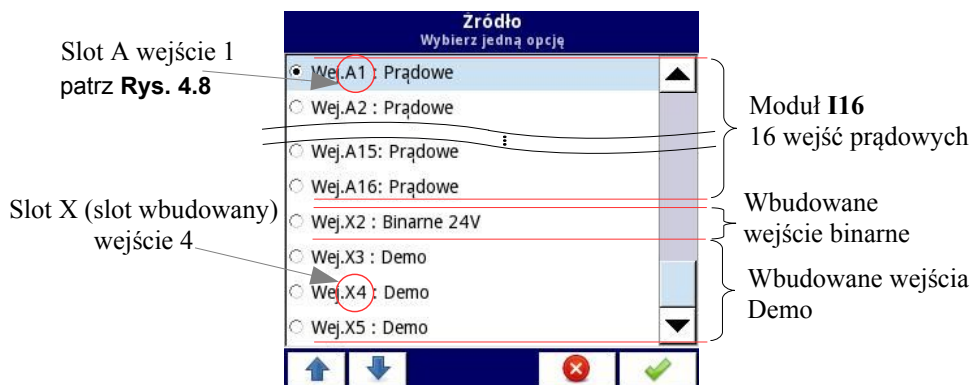 Źródło
Wybierz jedną opcję
Slot A wejście 1
patrz Rys. 4.8
Wej.A1 : Prądowe
Wej.A2 : Prądowe
Wej.A15: Prądowe
Wej.A16: Prądowe
Moduł I16
16 wejść prądowych
Slot X (slot wbudowany)
wejście 4
Wej.X2 : Binarne 24V
Wbudowane
wejście binarne
Wej.X3 : Demo
Wej.X4 : Demo
Wej.X5 : Demo
Wbudowane wejścia
Demo